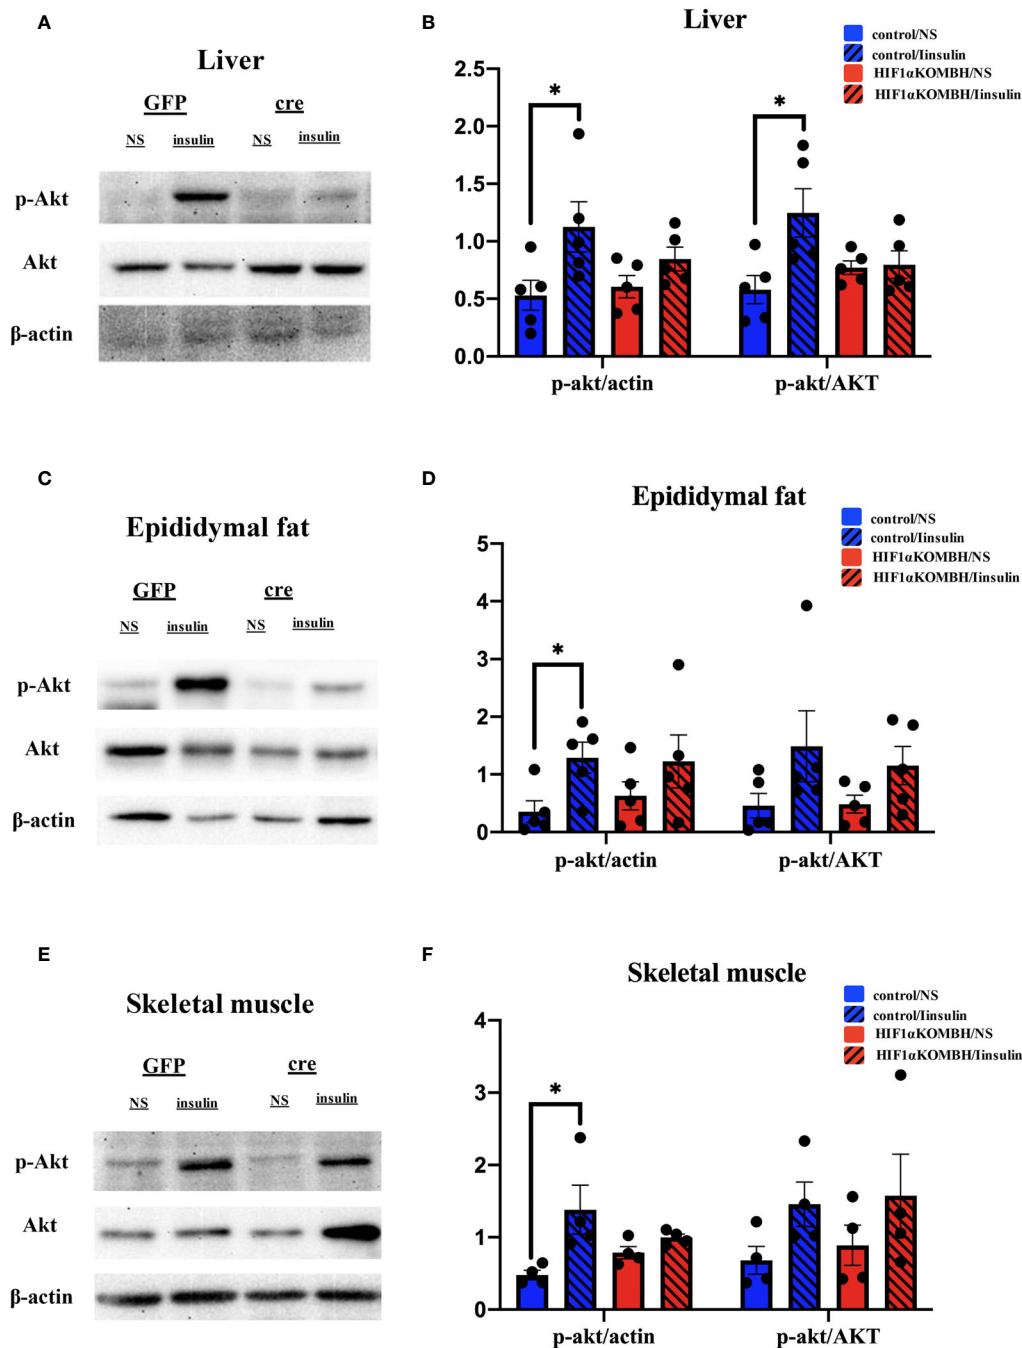 A
Liver
GFP cre
NS insulin NS insulin
p-Akt
Akt
β-actin
B
Liver
control/NS
control/Iinsulin
HIF1αKOMBH/NS
HIF1αKOMBH/Iinsulin
2.5
2.0
1.5
1.0
0.5
0.0
* *
p-akt/actin p-akt/AKT
C
Epididymal fat
GFP cre
NS insulin NS insulin
p-Akt
Akt
β-actin
D
Epididymal fat
control/NS
control/Iinsulin
HIF1αKOMBH/NS
HIF1αKOMBH/Iinsulin
5
4
3
2
1
0
*
p-akt/actin p-akt/AKT
E
Skeletal muscle
GFP cre
NS insulin NS insulin
p-Akt
Akt
β-actin
F
Skeletal muscle
control/NS
control/Iinsulin
HIF1αKOMBH/NS
HIF1αKOMBH/Iinsulin
4
3
2
1
0
*
p-akt/actin p-akt/AKT